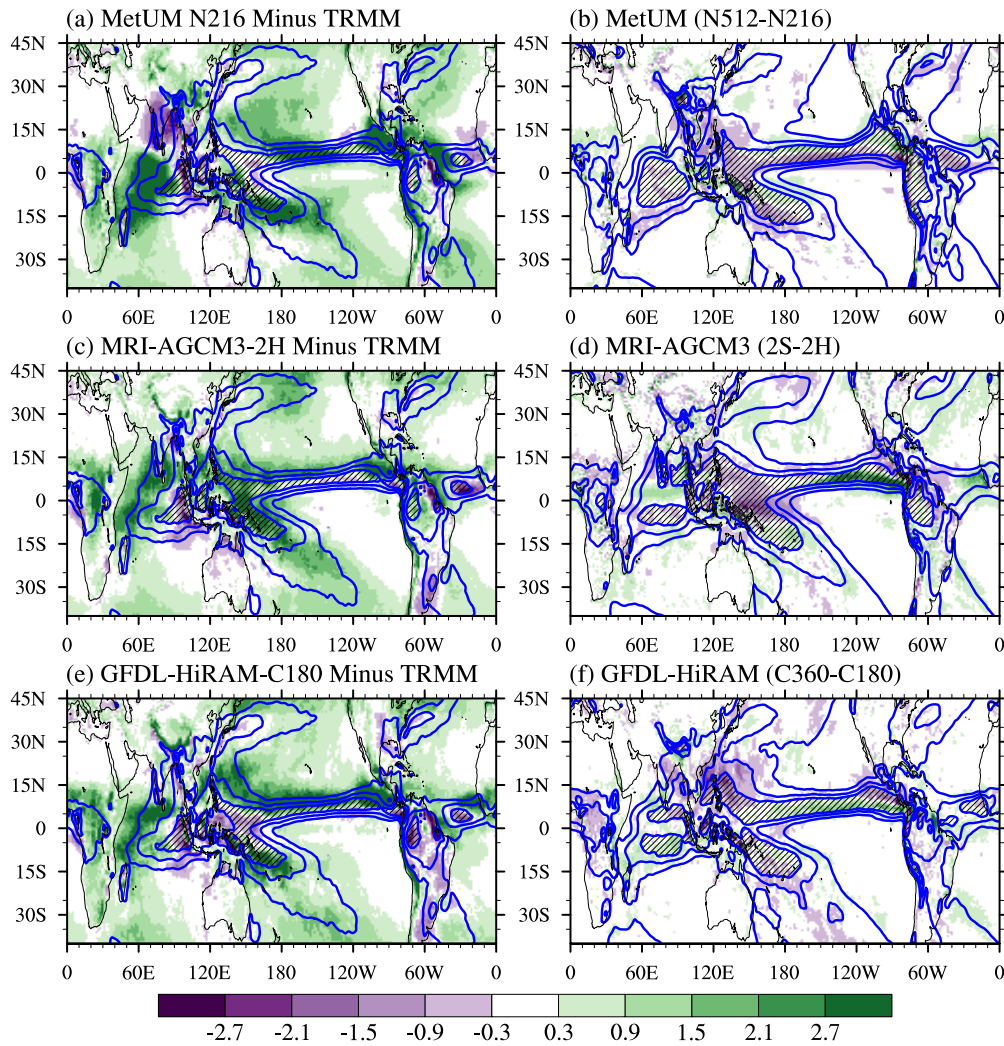 (a) MetUM N216 Minus TRMM
(b) MetUM (N512-N216)
45N
30N
15N
0
15S
30S
45N
30N
15N
0
15S
30S
0 60E 120E 180 120W 60W 0
0 60E 120E 180 120W 60W 0
(c) MRI-AGCM3-2H Minus TRMM
(d) MRI-AGCM3 (2S-2H)
45N
30N
15N
0
15S
30S
45N
30N
15N
0
15S
30S
0 60E 120E 180 120W 60W 0
0 60E 120E 180 120W 60W 0
(e) GFDL-HiRAM-C180 Minus TRMM
(f) GFDL-HiRAM (C360-C180)
45N
30N
15N
0
15S
30S
45N
30N
15N
0
15S
30S
0 60E 120E 180 120W 60W 0
0 60E 120E 180 120W 60W 0
-2.7 -2.1 -1.5 -0.9 -0.3 0.3 0.9 1.5 2.1 2.7